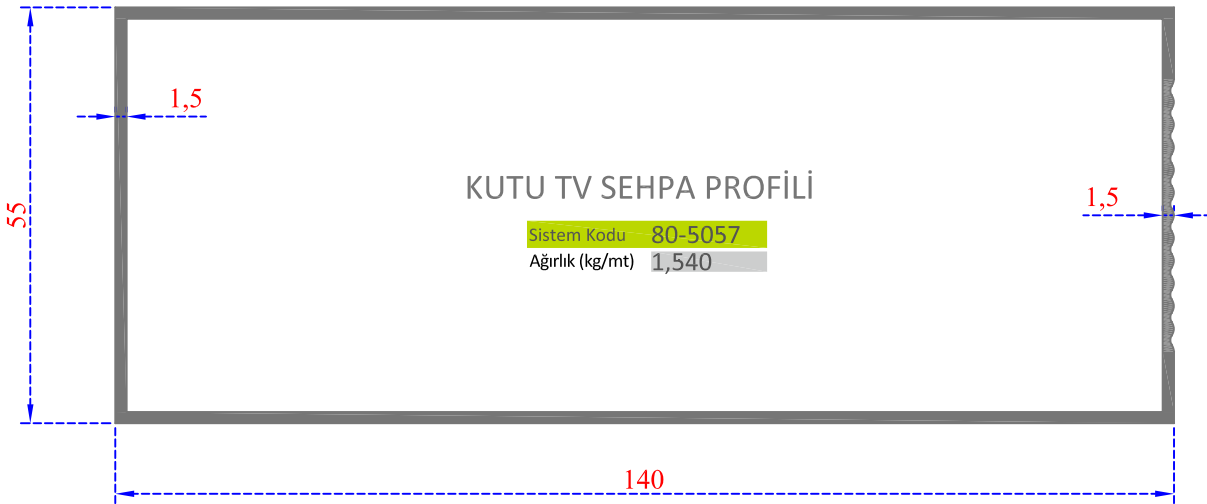 1,5
KUTU TV SEHPA PROFİLİ
1,5
55
Sistem Kodu 80-5057
Ağırlık (kg/mt) 1,540
140